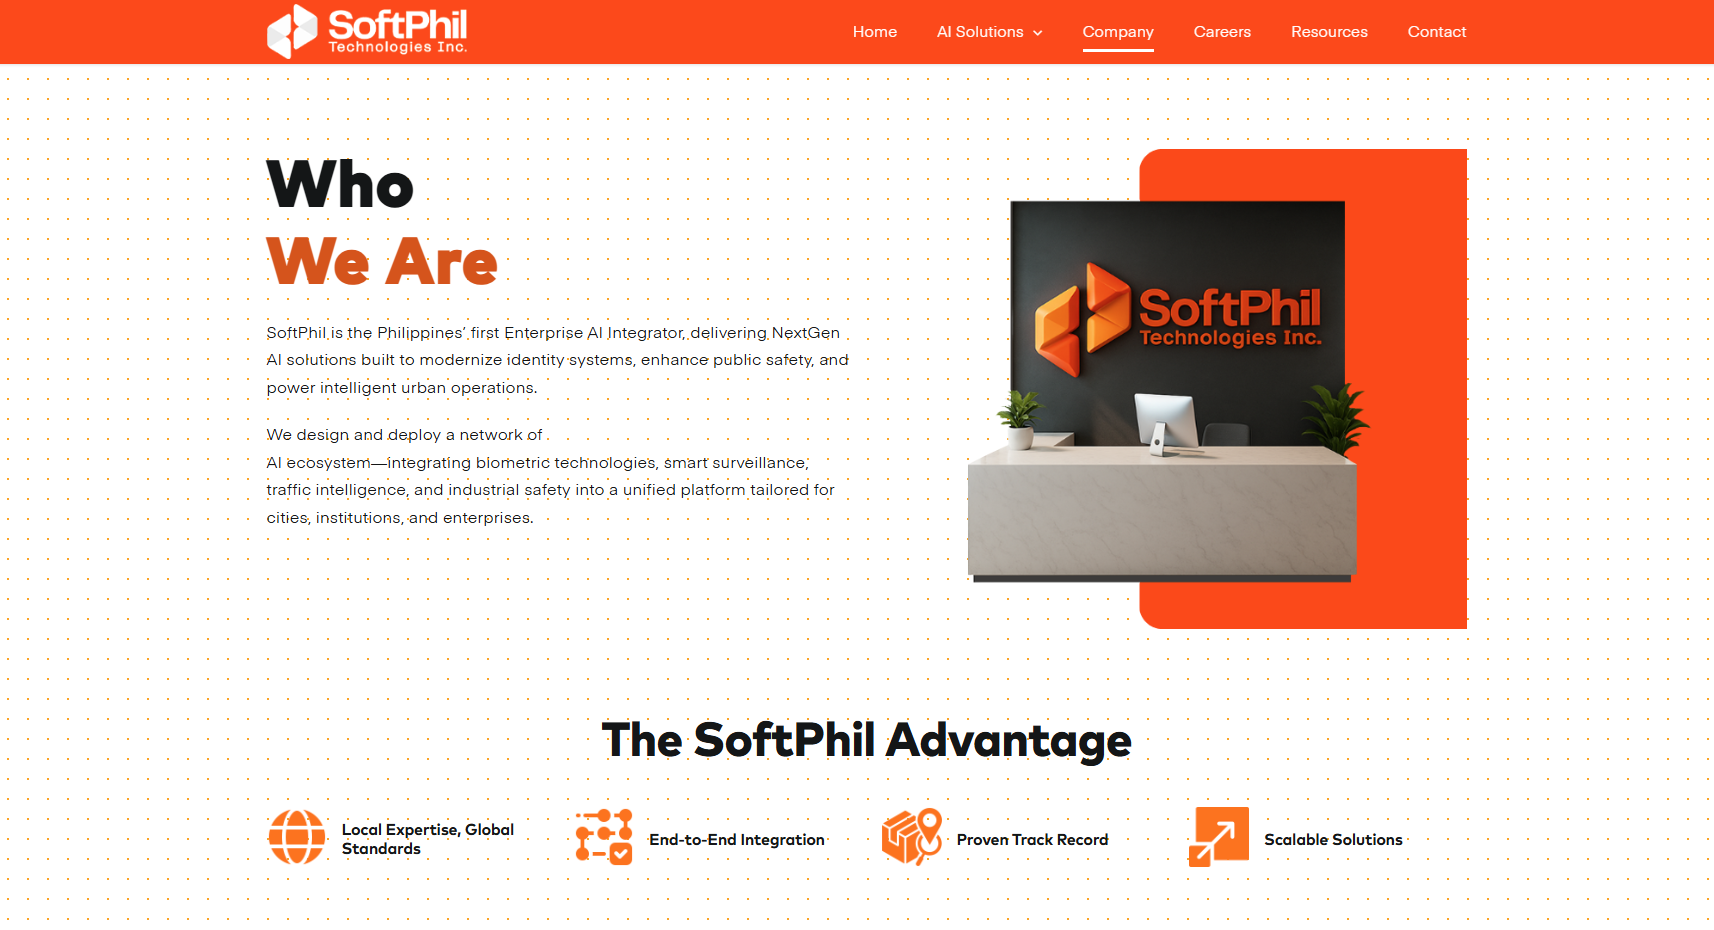 SoftPhil
Technologies Inc.
Home
AI Solutions
Company
Careers
Resources
Contact
Who
We Are
SoftPhil is the Philippines’ first Enterprise AI Integrator, delivering NextGen
AI solutions built to modernize identity systems, enhance public safety, and
power intelligent urban operations.
We design and deploy a network of
AI ecosystem—integrating biometric technologies, smart surveillance,
traffic intelligence, and industrial safety into a unified platform tailored for
cities, institutions, and enterprises.
SoftPhil
Technologies Inc.
The SoftPhil Advantage
Local Expertise, Global
Standards
End-to-End Integration
Proven Track Record
Scalable Solutions